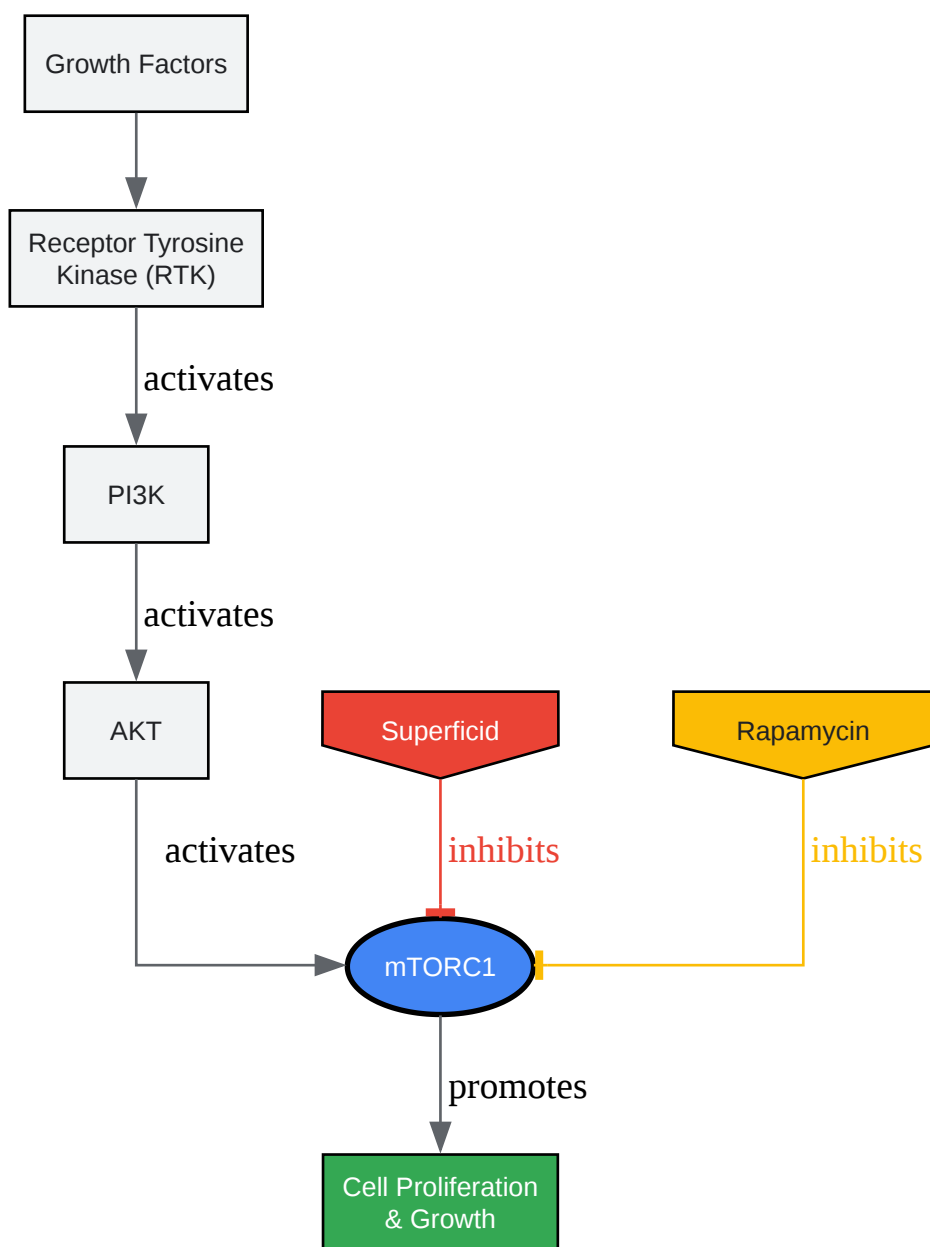 Growth Factors
Receptor Tyrosine
Kinase (RTK)
activates
PI3K
activates
AKT
Superficid
Rapamycin
activates
inhibits
inhibits
mTORC1
promotes
Cell Proliferation
& Growth